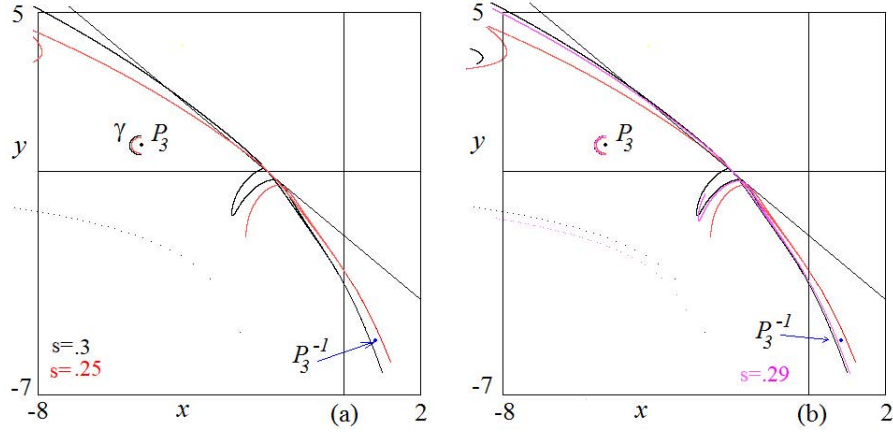 5
y
γ P₃
s=.3
s=.25
P₃⁻¹
-7
-8 x (a) 2
5
y
P₃
P₃⁻¹
s=.29
-7
-8 x (b) 2